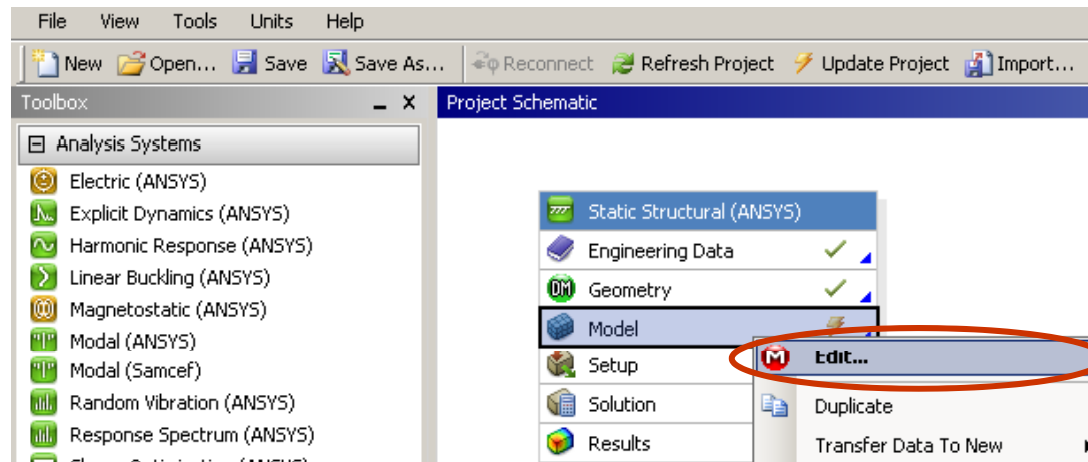 File View Tools Units Help
New Open... Save Save As... Reconnect Refresh Project Update Project Import...
Toolbox
Analysis Systems
Electric (ANSYS)
Explicit Dynamics (ANSYS)
Harmonic Response (ANSYS)
Linear Buckling (ANSYS)
Magnetostatic (ANSYS)
Modal (ANSYS)
Modal (Samcef)
Random Vibration (ANSYS)
Response Spectrum (ANSYS)
Project Schematic
Static Structural (ANSYS)
Engineering Data
DM Geometry
Model
Setup
Solution
Results
M Edit...
Duplicate
Transfer Data To New